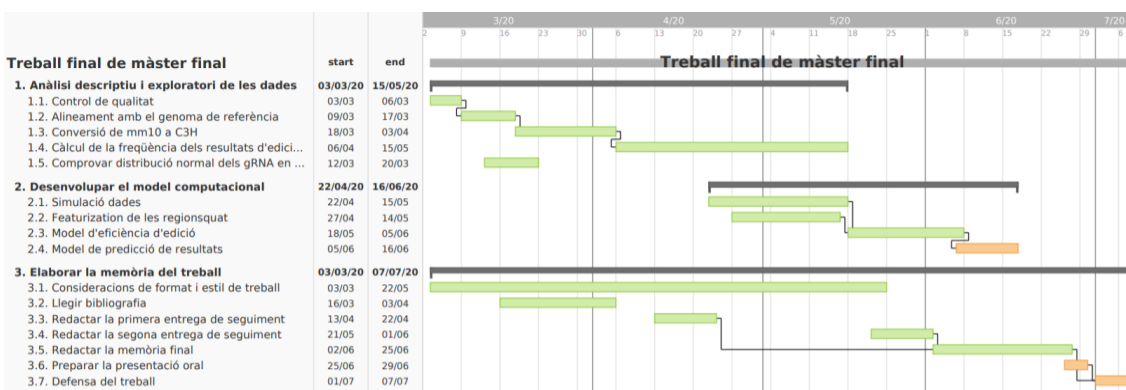 3/20 4/20 5/20 6/20 7/20
2 9 16 23 30 6 13 20 27 4 11 18 25 1 8 15 22 29 6
Treball final de màster final start end Treball final de màster final
1. Anàlisi descriptiu i exploratori de les dades 03/03/20 15/05/20
1.1. Control de qualitat 03/03 06/03
1.2. Alineament amb el genoma de referència 09/03 17/03
1.3. Conversió de mm10 a C3H 18/03 03/04
1.4. Càlcul de la freqüència dels resultats d'edici... 06/04 15/05
1.5. Comprovar distribució normal dels gRNA en ... 12/03 20/03
2. Desenvolupar el model computacional 22/04/20 16/06/20
2.1. Simulació dades 22/04 15/05
2.2. Featurization de les regionsquat 27/04 14/05
2.3. Model d'eficiència d'edició 18/05 05/06
2.4. Model de predicció de resultats 05/06 16/06
3. Elaborar la memòria del treball 03/03/20 07/07/20
3.1. Consideracions de format i estil de treball 03/03 22/05
3.2. Llegir bibliografia 16/03 03/04
3.3. Redactar la primera entrega de seguiment 13/04 22/04
3.4. Redactar la segona entrega de seguiment 21/05 01/06
3.5. Redactar la memòria final 02/06 25/06
3.6. Preparar la presentació oral 25/06 29/06
3.7. Defensa del treball 01/07 07/07